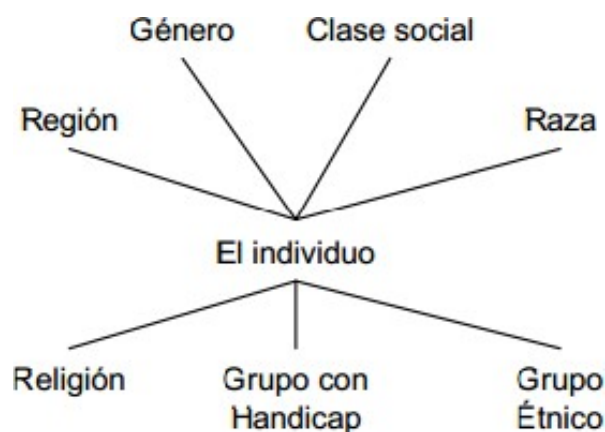 Género
Clase social
Región
Raza
El individuo
Religión
Grupo con
Handicap
Grupo
Étnico